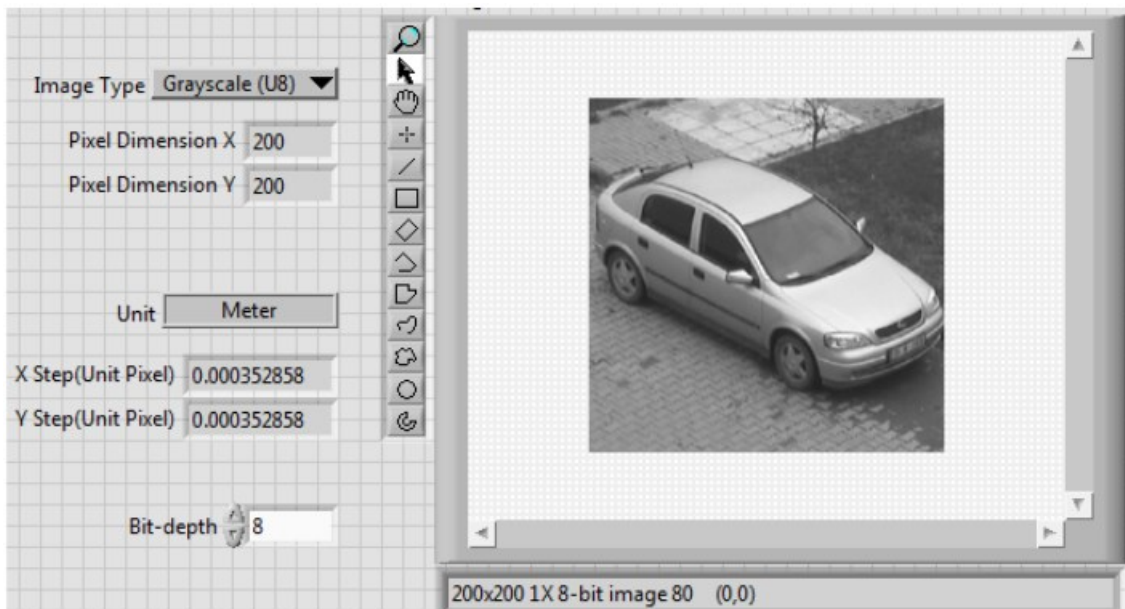 Image Type Grayscale (U8)
Pixel Dimension X 200
Pixel Dimension Y 200
Unit Meter
X Step(Unit Pixel) 0.000352858
Y Step(Unit Pixel) 0.000352858
Bit-depth 8
200x200 1X 8-bit image 80 (0,0)